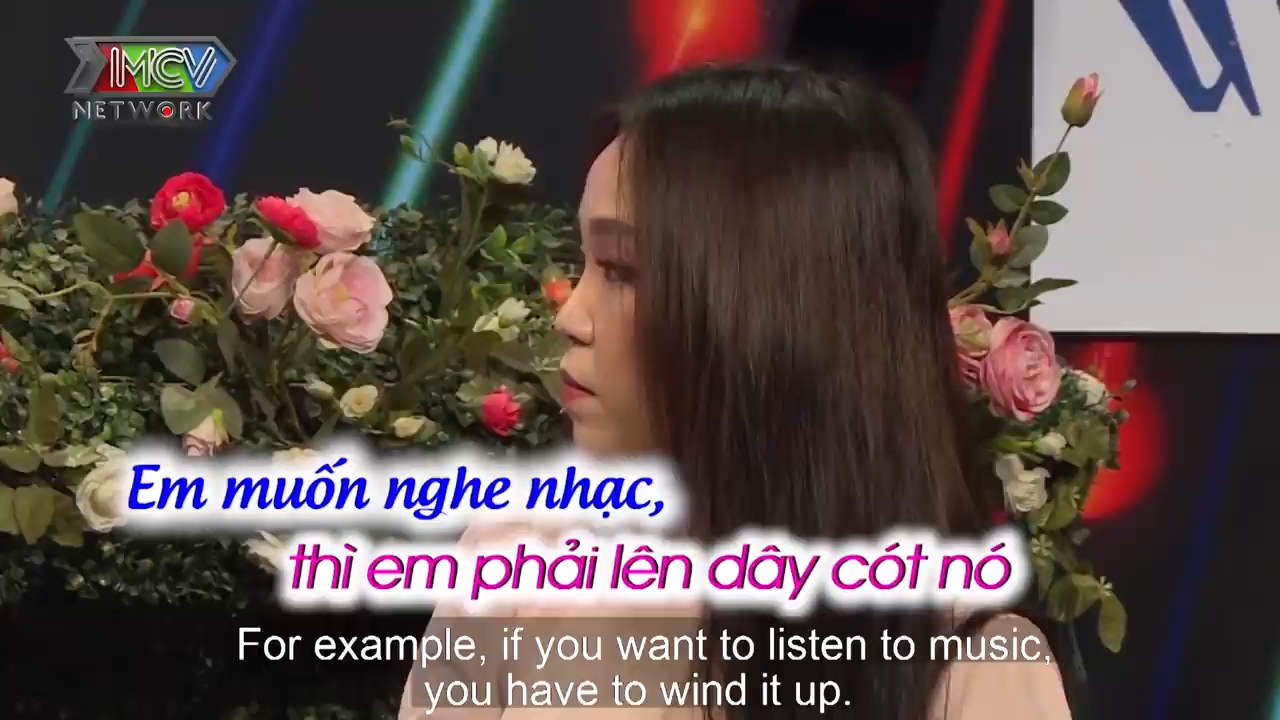 MCV
NETWORK
Em muốn nghe nhạc,
thì em phải lên dây cót nó
For example, if you want to listen to music,
you have to wind it up.